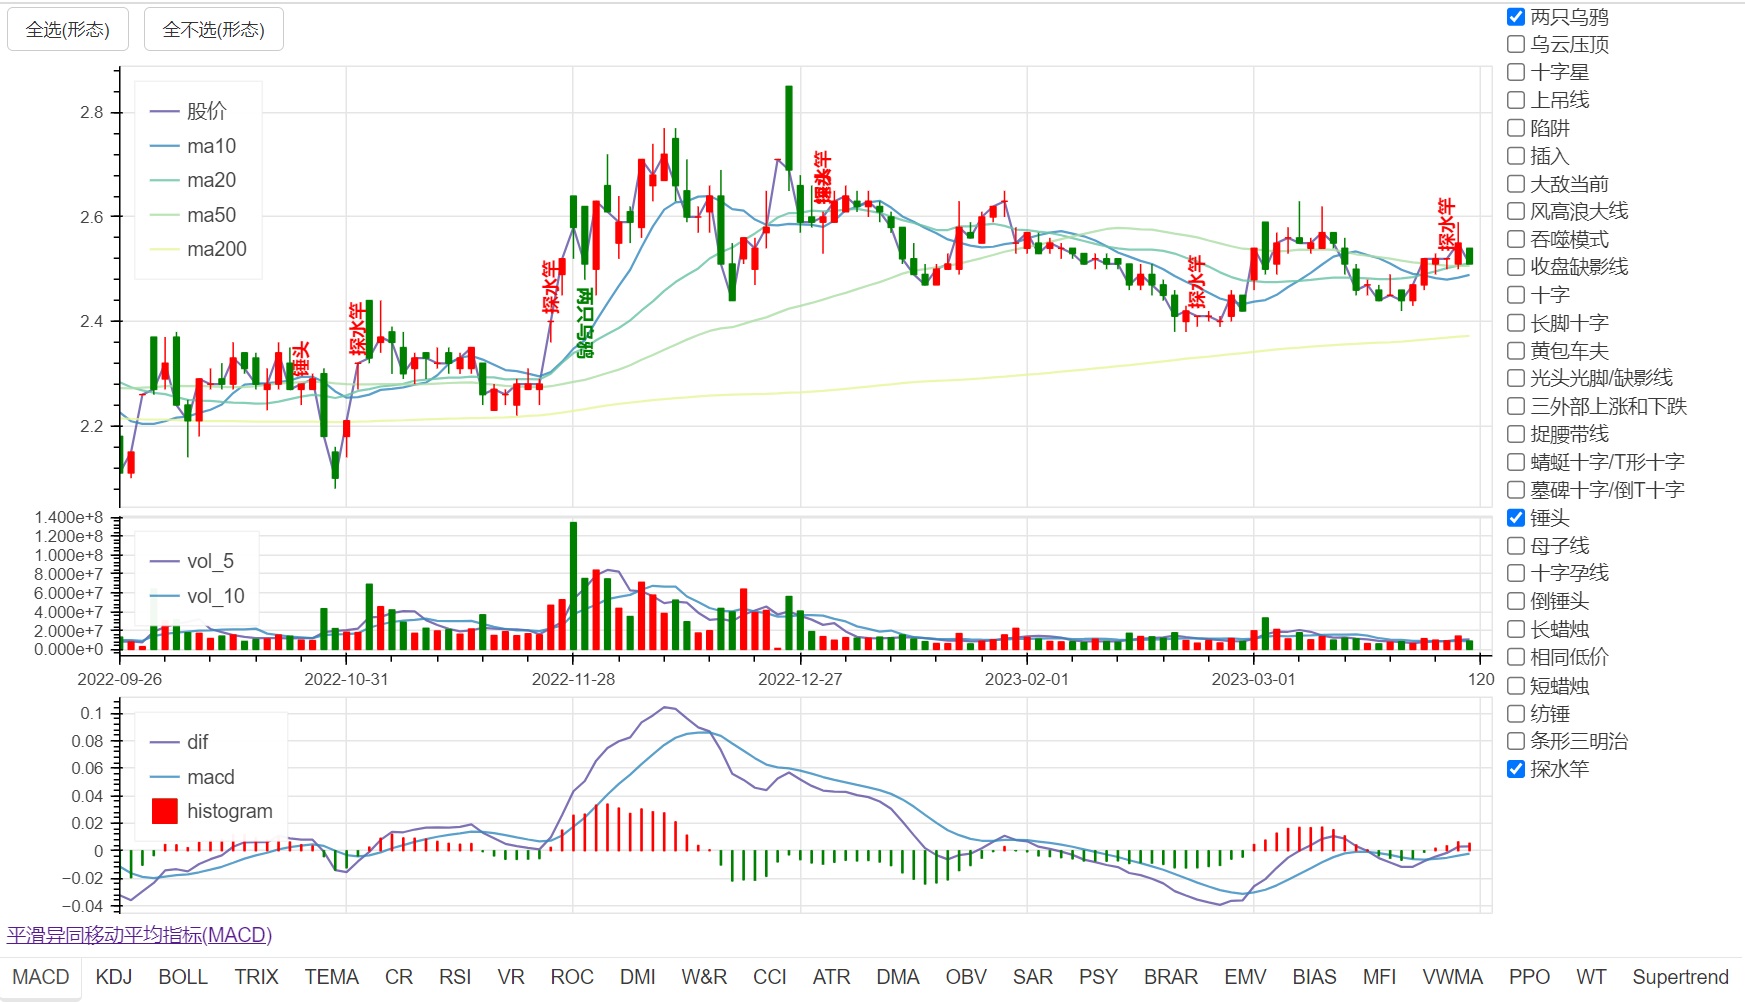 全选(形态)
全不选(形态)
股价
ma10
ma20
ma50
ma200
2.8
2.6
2.4
2.2
锤头
探水竿
探水竿
两只乌鸦
探水竿
探水竿
探水竿
1.400e+8
1.200e+8
1.000e+8
8.000e+7
6.000e+7
4.000e+7
2.000e+7
0.000e+0
vol_5
vol_10
2022-09-26
2022-10-31
2022-11-28
2022-12-27
2023-02-01
2023-03-01
120
0.1
0.08
0.06
0.04
0.02
0
−0.02
−0.04
dif
macd
histogram
两只乌鸦
乌云压顶
十字星
上吊线
陷阱
插入
大敌当前
风高浪大线
吞噬模式
收盘缺影线
十字
长脚十字
黄包车夫
光头光脚/缺影线
三外部上涨和下跌
捉腰带线
蜻蜓十字/T形十字
墓碑十字/倒T十字
锤头
母子线
十字孕线
倒锤头
长蜡烛
相同低价
短蜡烛
纺锤
条形三明治
探水竿
平滑异同移动平均指标(MACD)
MACD KDJ BOLL TRIX TEMA CR RSI VR ROC DMI W&R CCI ATR DMA OBV SAR PSY BRAR EMV BIAS MFI VWMA PPO WT Supertrend